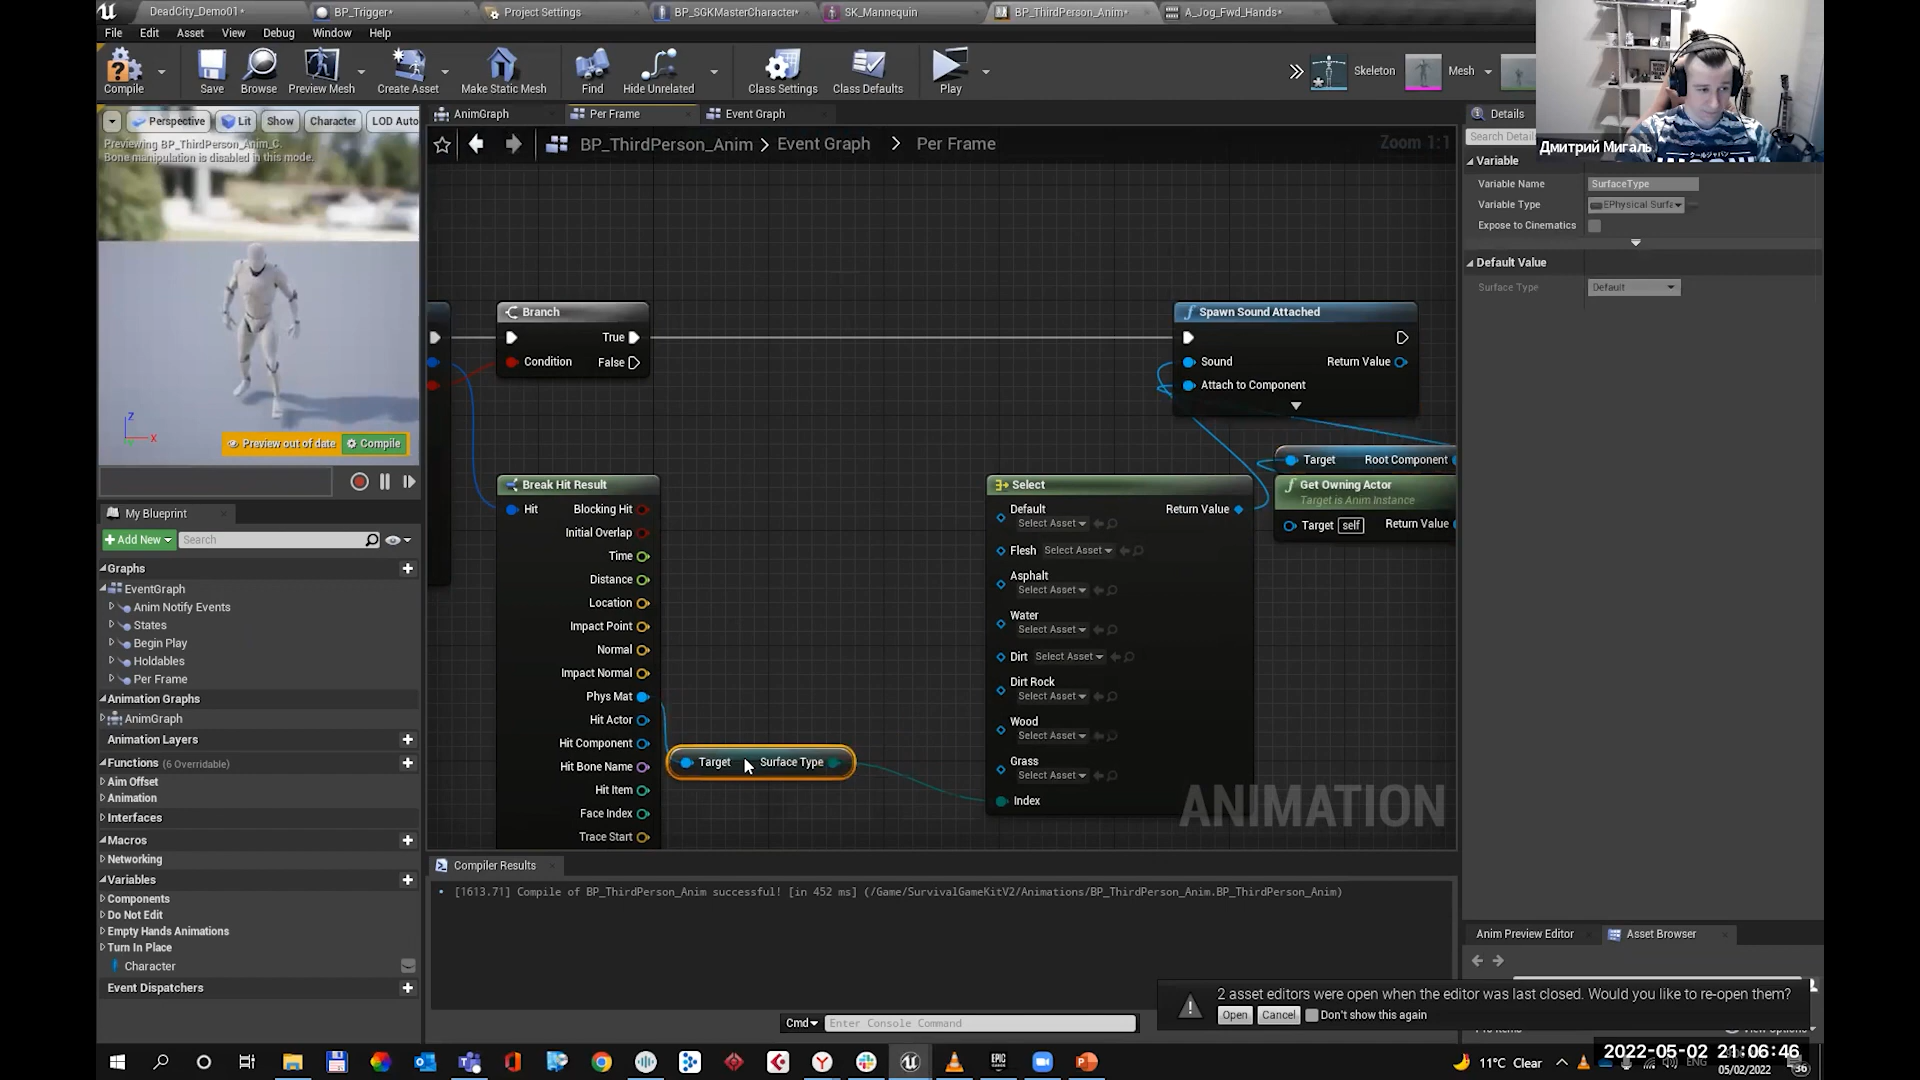 DeadCity_Demo01*
BP_Trigger*
Project Settings
BP_SGKMasterCharacter*
SK_Mannequin
BP_ThirdPerson_Anim*
A_Jog_Fwd_Hands*
File Edit Asset View Debug Window Help
Compile
Save
Browse
Preview Mesh
Create Asset
Make Static Mesh
Find
Hide Unrelated
Class Settings
Class Defaults
Play
Skeleton
Mesh
Perspective
Lit
Show
Character
LOD Auto
Previewing BP_ThirdPerson_Anim_C.
Bone manipulation is disabled in this mode.
Z
X
Preview out of date
Compile
AnimGraph
Per Frame
Event Graph
BP_ThirdPerson_Anim > Event Graph > Per Frame
Zoom 1:1
Branch
True
Condition
False
Break Hit Result
Hit
Blocking Hit
Initial Overlap
Time
Distance
Location
Impact Point
Normal
Impact Normal
Phys Mat
Hit Actor
Hit Component
Hit Bone Name
Hit Item
Face Index
Trace Start
Target
Surface Type
Select
Default
Select Asset
Return Value
Flesh
Select Asset
Asphalt
Select Asset
Water
Select Asset
Dirt
Select Asset
Dirt Rock
Select Asset
Wood
Select Asset
Grass
Select Asset
Index
Spawn Sound Attached
Sound
Return Value
Attach to Component
Target
Root Component
Get Owning Actor
Target is Anim Instance
Target self
Return Value
ANIMATION
My Blueprint
Add New
Search
Graphs
EventGraph
Anim Notify Events
States
Begin Play
Holdables
Per Frame
Animation Graphs
AnimGraph
Animation Layers
Functions (6 Overridable)
Aim Offset
Animation
Interfaces
Macros
Networking
Variables
Components
Do Not Edit
Empty Hands Animations
Turn In Place
Character
Event Dispatchers
Compiler Results
[1613.71] Compile of BP_ThirdPerson_Anim successful! [in 452 ms] (/Game/SurvivalGameKitV2/Animations/BP_ThirdPerson_Anim.BP_ThirdPerson_Anim)
Cmd
Enter Console Command
Details
Search Detai
Дмитрий Мигаль
Variable
Variable Name
SurfaceType
Variable Type
EPhysical Surfa
Expose to Cinematics
Default Value
Surface Type
Default
Anim Preview Editor
Asset Browser
2 asset editors were open when the editor was last closed. Would you like to re-open them?
Open
Cancel
Don't show this again
11°C Clear
2022-05-02 21:06:46
05/02/2022
36